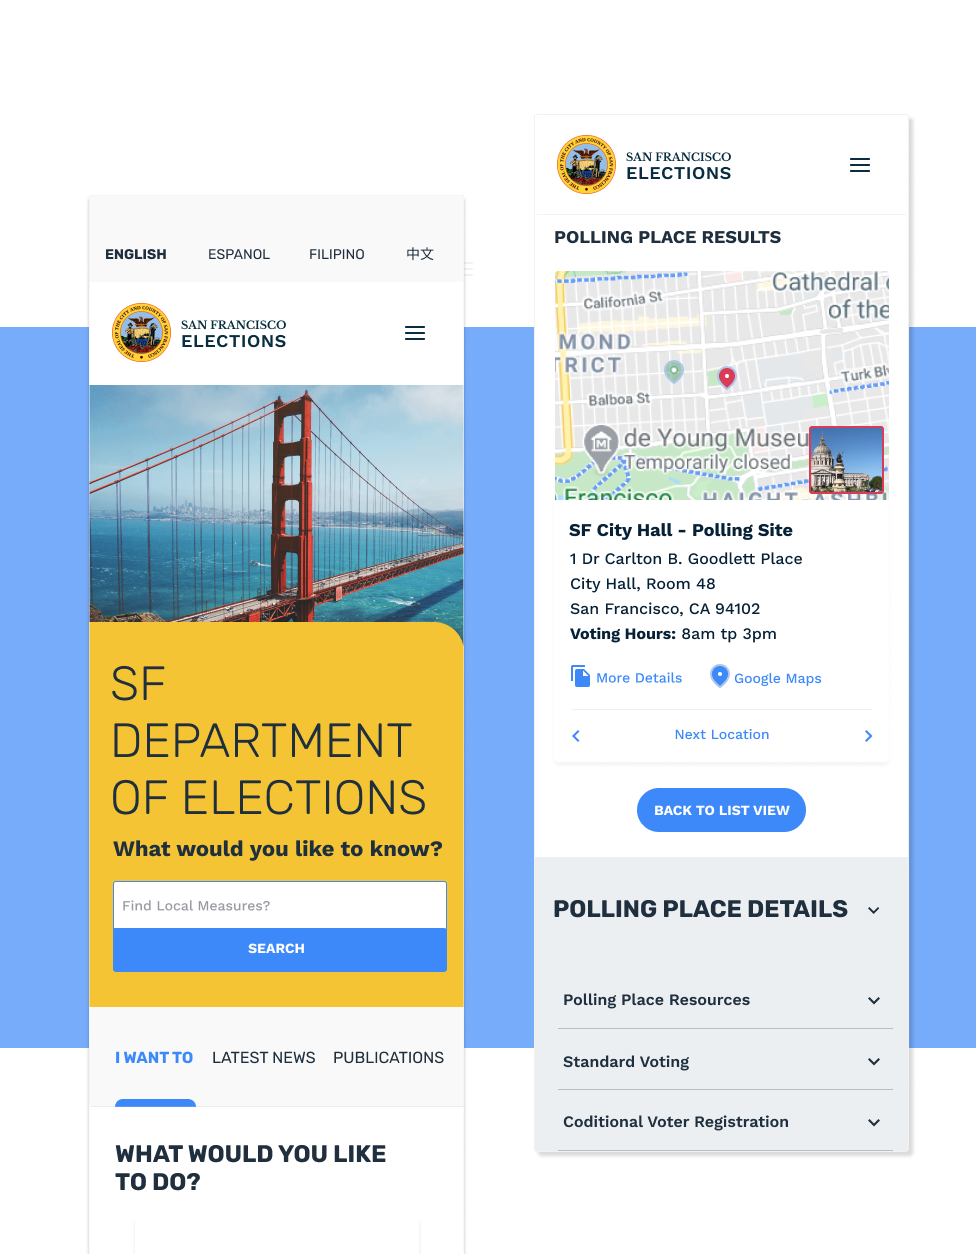 ENGLISH ESPANOL FILIPINO 中文
SAN FRANCISCO
ELECTIONS
SF
DEPARTMENT
OF ELECTIONS
What would you like to know?
Find Local Measures?
SEARCH
I WANT TO LATEST NEWS PUBLICATIONS
WHAT WOULD YOU LIKE
TO DO?
SAN FRANCISCO
ELECTIONS
POLLING PLACE RESULTS
Cathedral
of the
California St
MOND
TRICT
Turk Blv
Balboa St
de Young Museu
Temporarily closed
Francisco
HAIGHT-ASHB
SF City Hall - Polling Site
1 Dr Carlton B. Goodlett Place
City Hall, Room 48
San Francisco, CA 94102
Voting Hours: 8am tp 3pm
More Details Google Maps
Next Location
BACK TO LIST VIEW
POLLING PLACE DETAILS
Polling Place Resources
Standard Voting
Coditional Voter Registration